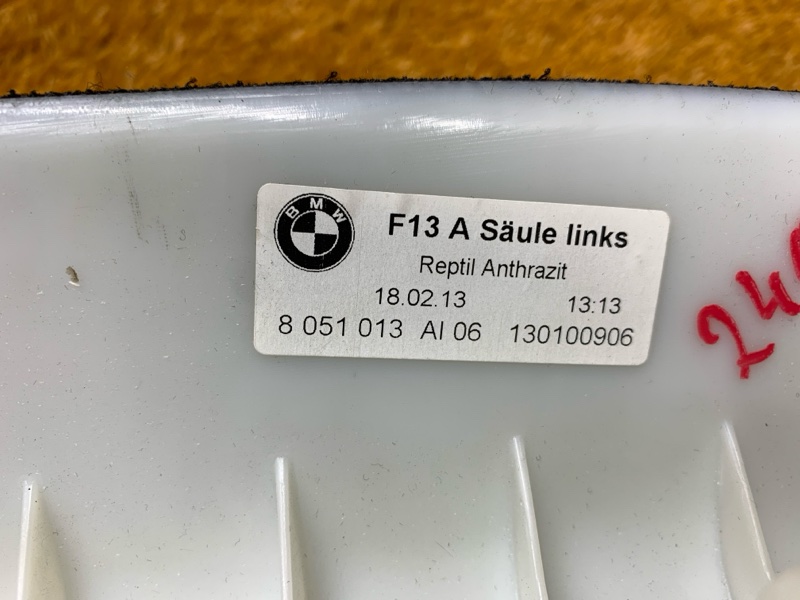 BMW
F13 A Säule links
Reptil Anthrazit
18.02.13 13:13
8 051 013 AI 06 130100906